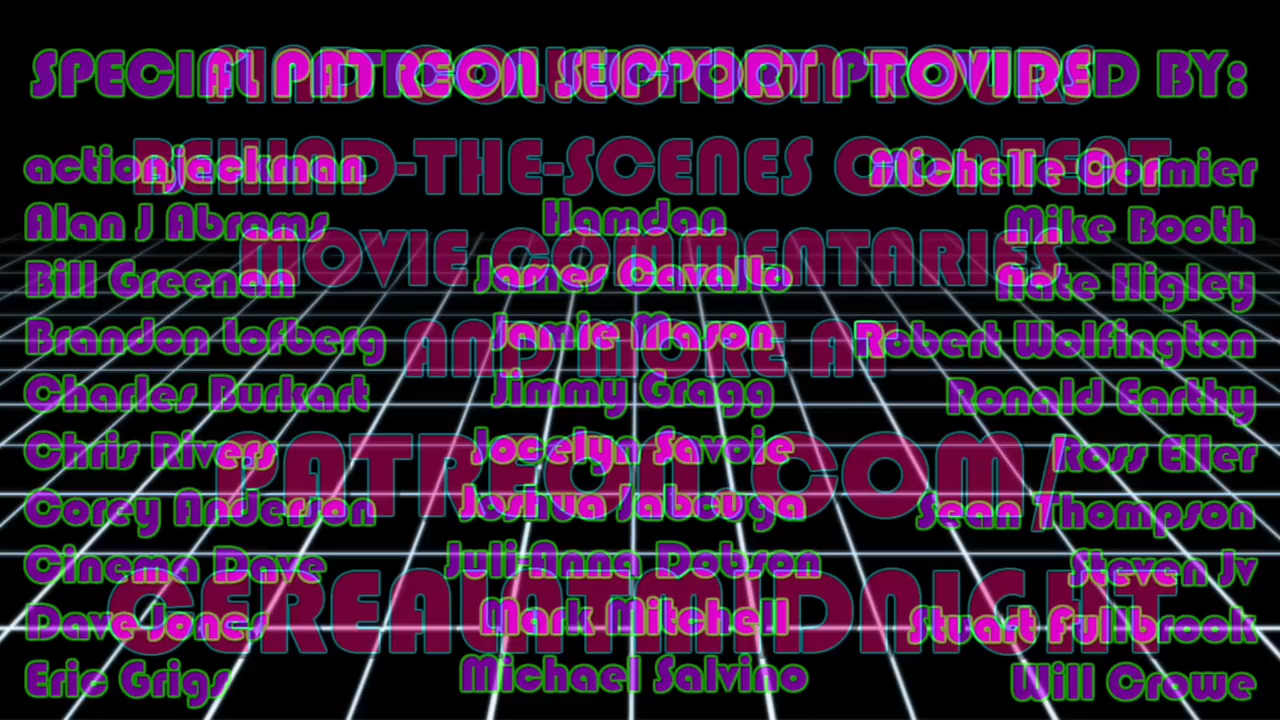 SPECIAL PATREON SUPPORT PROVIDED BY:
actionjackman
Alan J Abrams
Bill Greenan
Brandon Lofberg
Charles Burkart
Chris Rivers
Corey Anderson
Cinema Dave
Dave Jones
Eric Grigs
Hamdan
James Cavallo
Jamie Mason
Jimmy Gragg
Jocelyn Savoie
Joshua Jabcuga
Juli-Anna Dobson
Mark Mitchell
Michael Salvino
Michelle Cormier
Mike Booth
Nate Higley
Robert Wolfington
Ronald Earthy
Ross Eller
Sean Thompson
Steven Jv
Stuart Fullbrook
Will Crowe
BEHIND-THE-SCENES CONTENT
MOVIE COMMENTARIES
AND MORE AT
PATREON.COM/
CEREALATMIDNIGHT